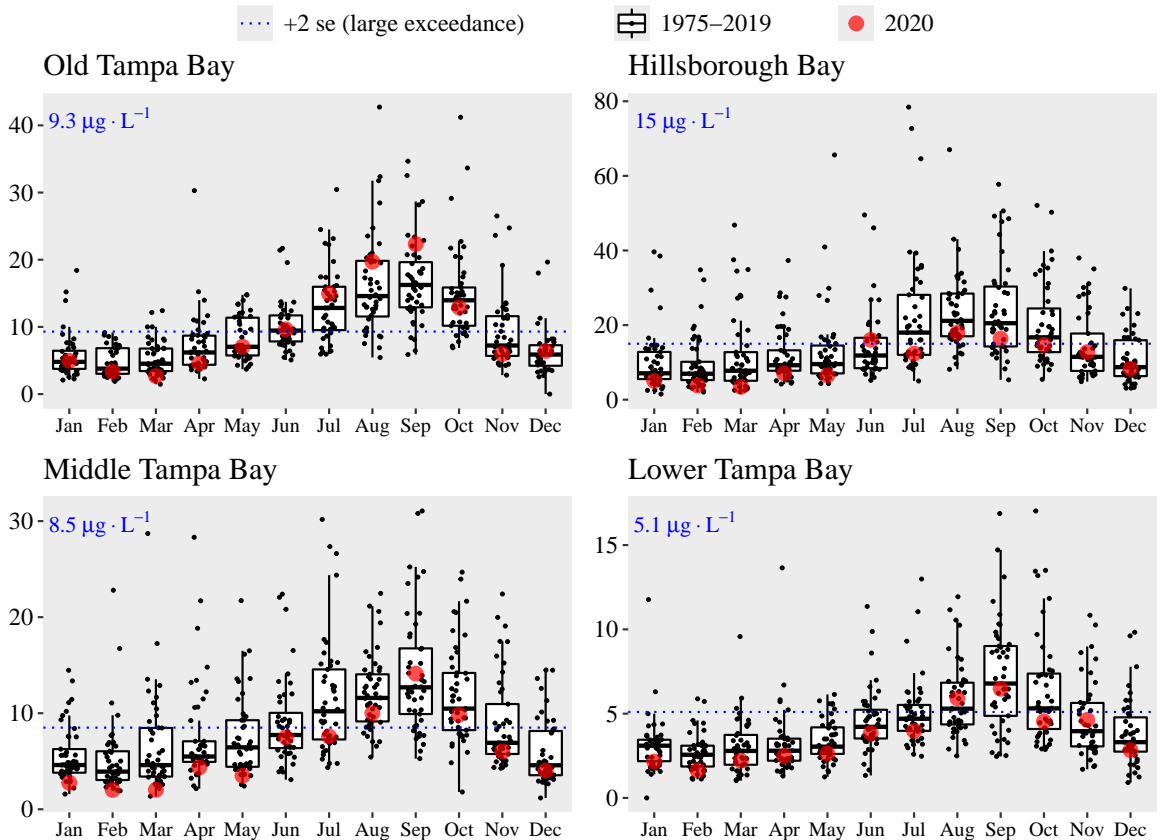 +2 se (large exceedance) 1975–2019 2020
Old Tampa Bay
9.3 μg · L⁻¹
40
30
20
10
0
Jan Feb Mar Apr May Jun Jul Aug Sep Oct Nov Dec
Hillsborough Bay
15 μg · L⁻¹
80
60
40
20
0
Jan Feb Mar Apr May Jun Jul Aug Sep Oct Nov Dec
Middle Tampa Bay
8.5 μg · L⁻¹
30
20
10
0
Jan Feb Mar Apr May Jun Jul Aug Sep Oct Nov Dec
Lower Tampa Bay
5.1 μg · L⁻¹
15
10
5
0
Jan Feb Mar Apr May Jun Jul Aug Sep Oct Nov Dec